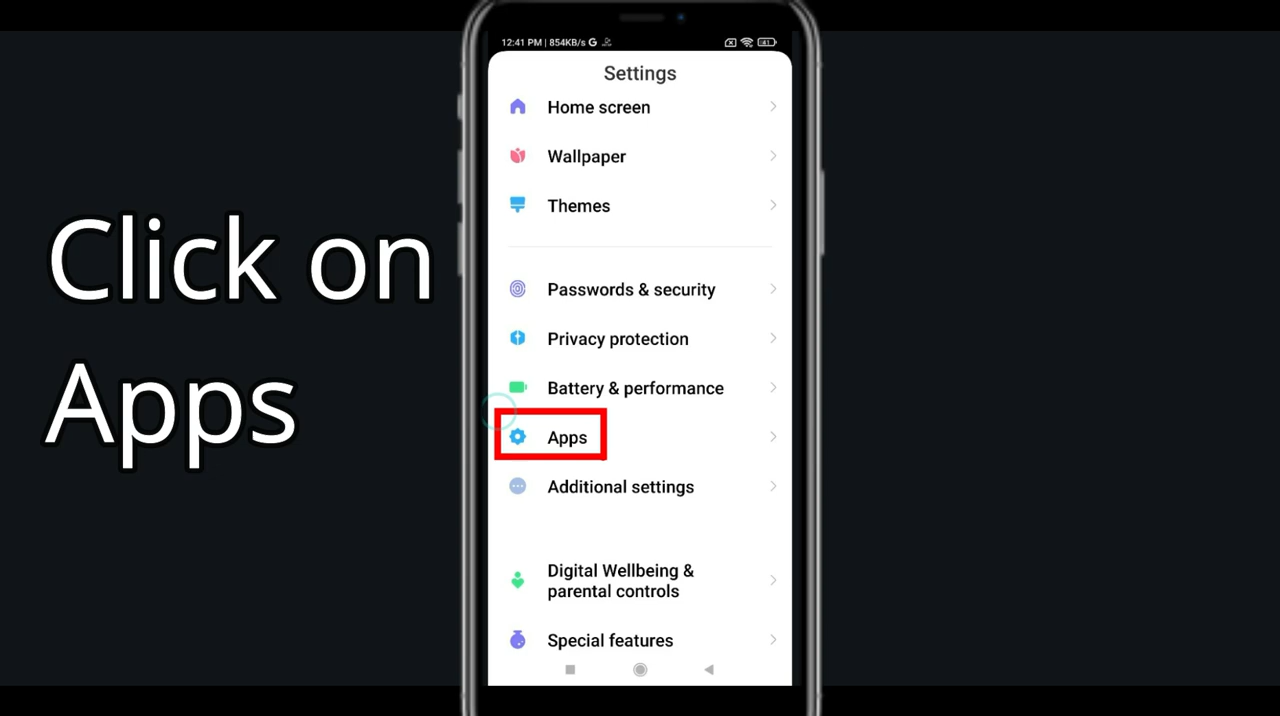 Click on
Apps
12:41 PM | 854KB/s G
Settings
Home screen
Wallpaper
Themes
Passwords & security
Privacy protection
Battery & performance
Apps
Additional settings
Digital Wellbeing &
parental controls
Special features